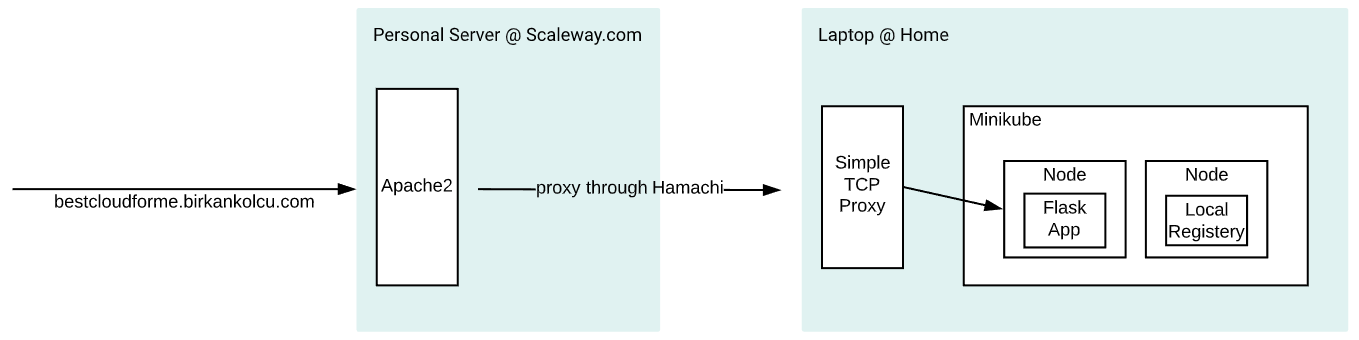 Personal Server @ Scaleway.com
Laptop @ Home
bestcloudforme.birkankolcu.com
Apache2
proxy through Hamachi
Simple
TCP
Proxy
Minikube
Node
Flask
App
Node
Local
Registery